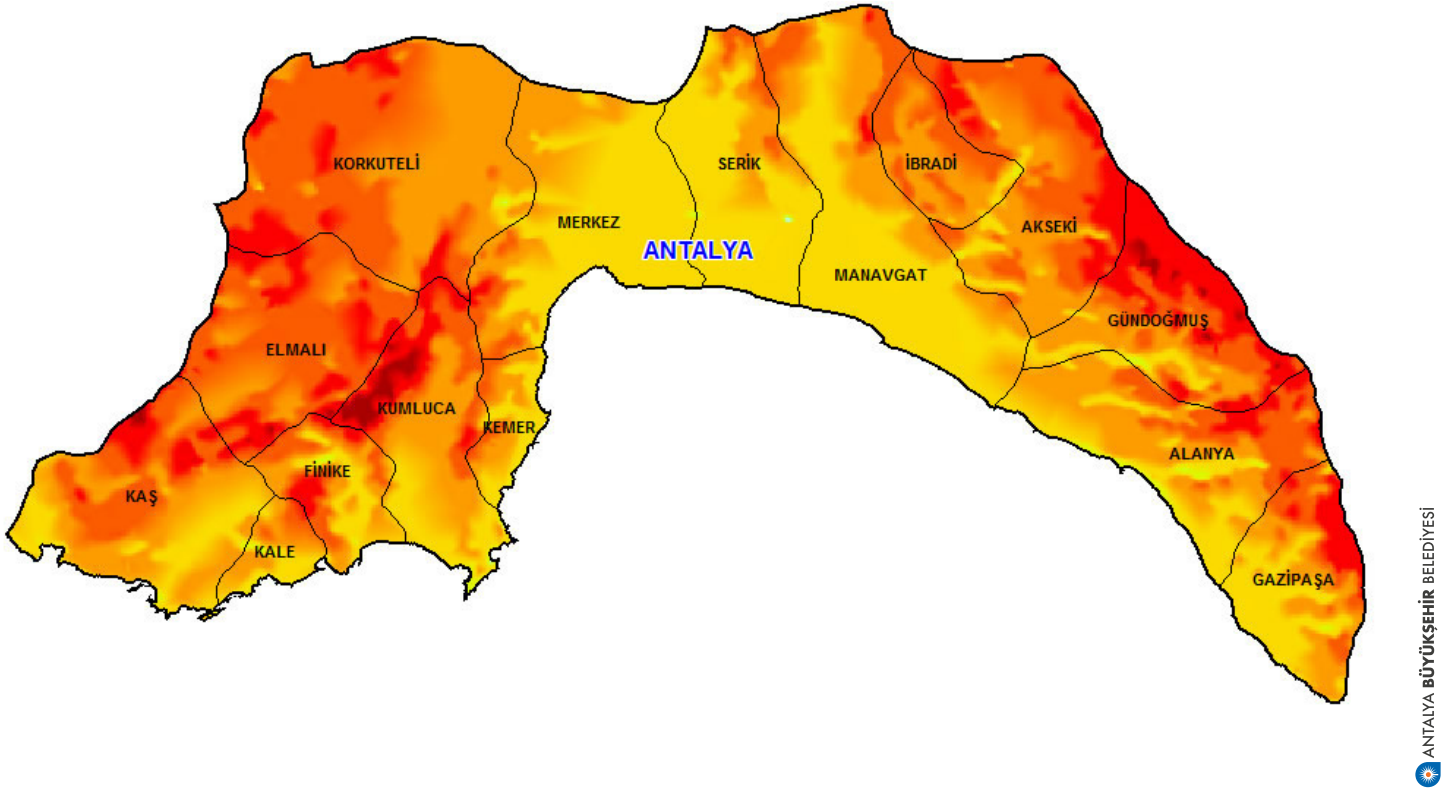 KORKUTELİ
SERİK
İBRADİ
MERKEZ
AKSEKİ
ANTALYA
MANAVGAT
GÜNDOĞMUŞ
ELMALI
KUMLUCA
KEMER
ALANYA
FİNİKE
KAŞ
KALE
GAZİPAŞA
ANTALYA BÜYÜKŞEHİR BELEDİYESİ